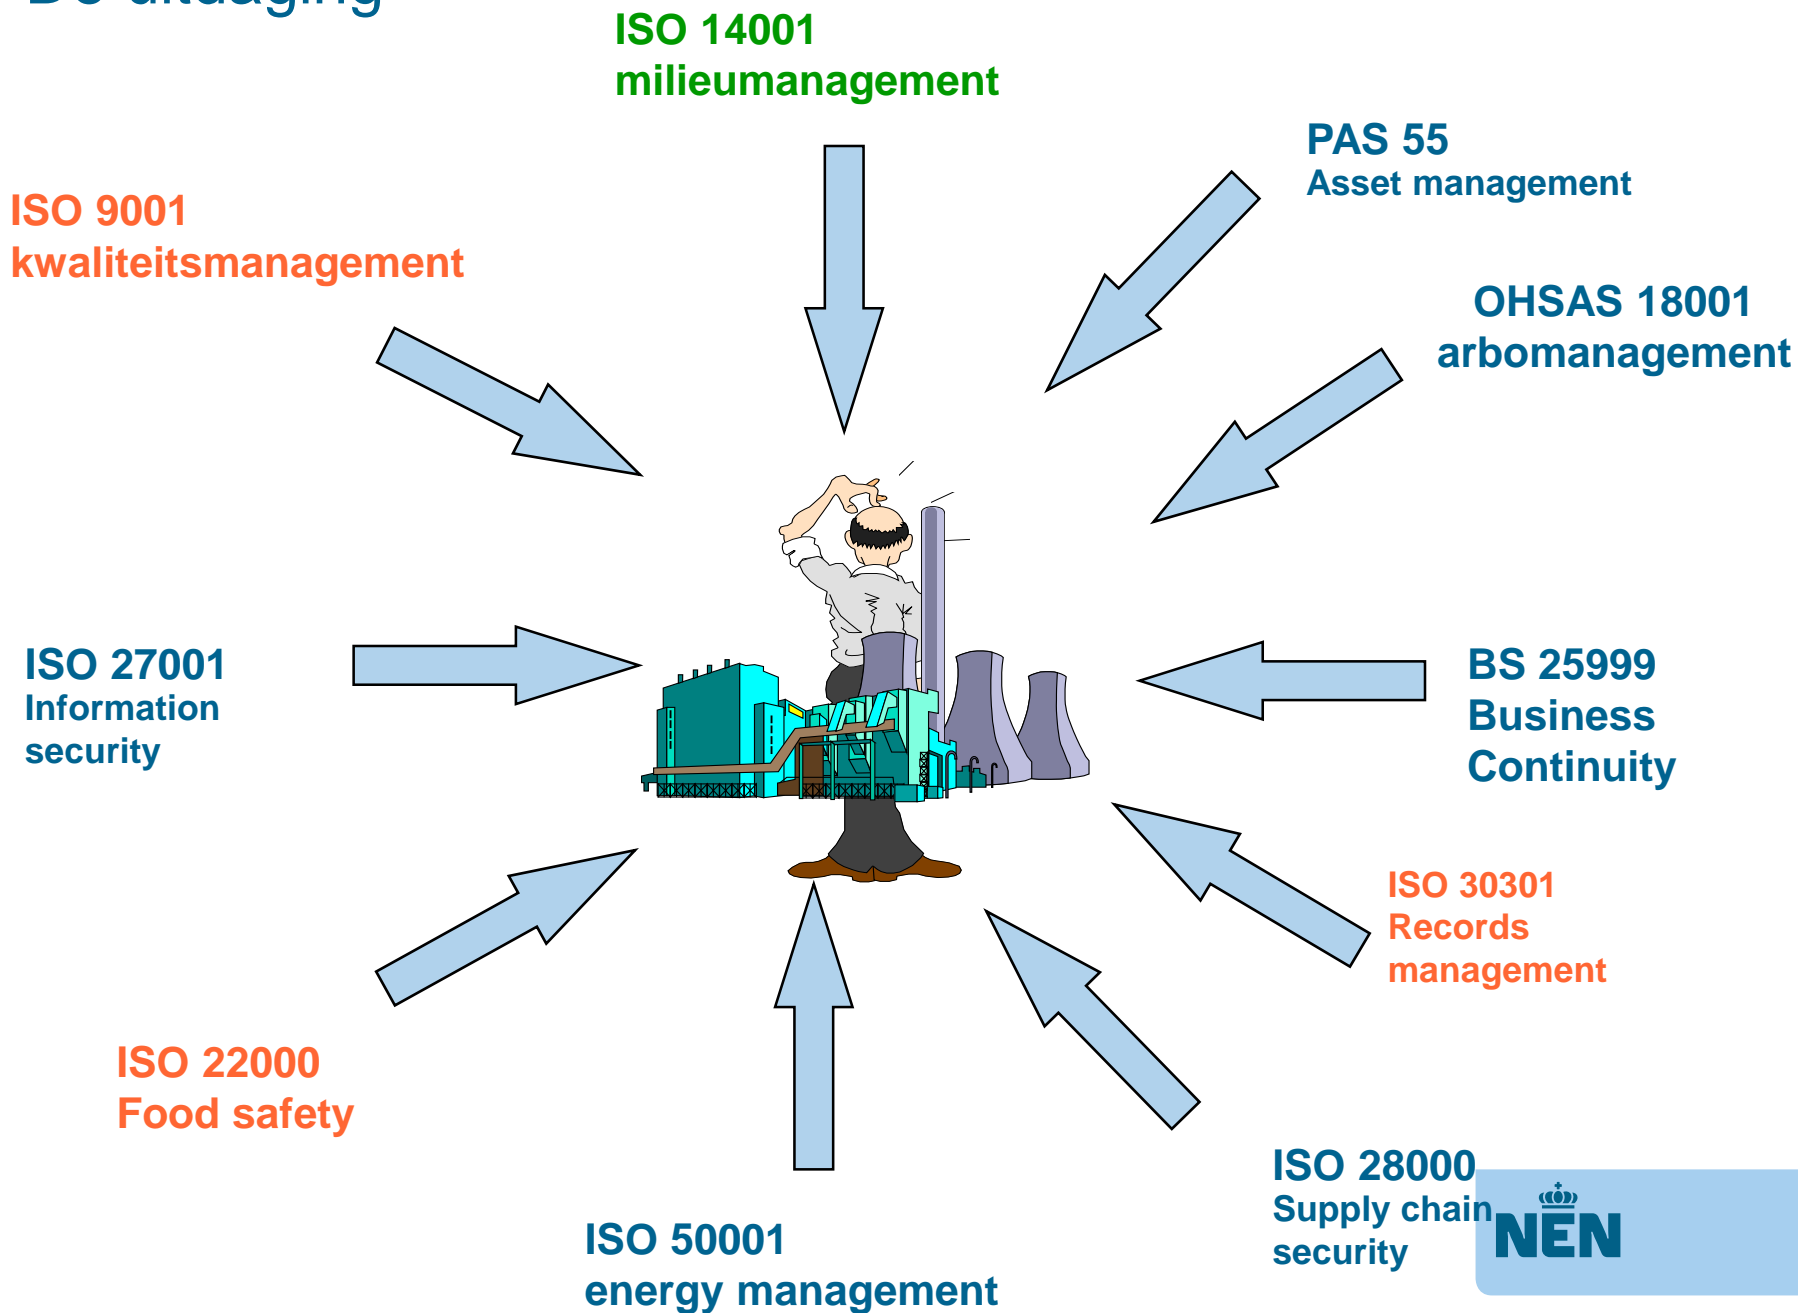 De uitdaging
ISO 14001
milieumanagement
PAS 55
Asset management
ISO 9001
kwaliteitsmanagement
OHSAS 18001
arbomanagement
ISO 27001
Information
security
BS 25999
Business
Continuity
ISO 30301
Records
management
ISO 22000
Food safety
ISO 28000
Supply chain
security
NEN
ISO 50001
energy management